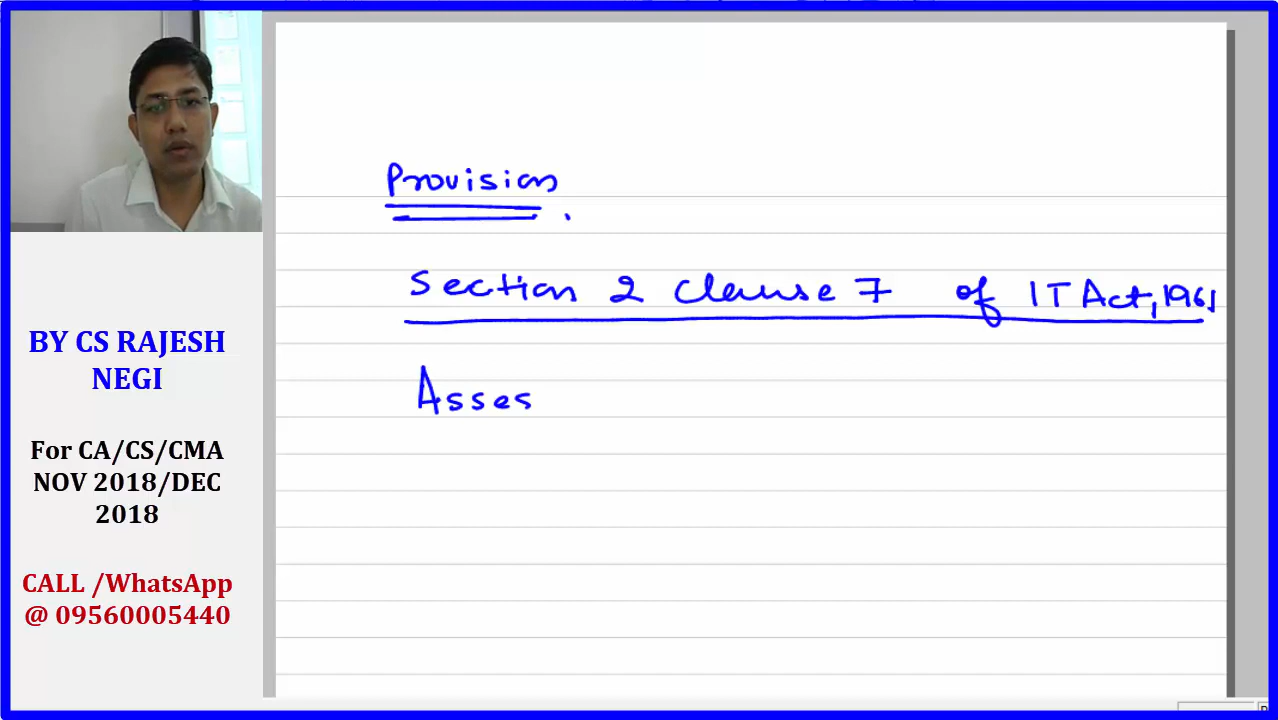 Provision
Section 2 Clause 7 of IT Act, 1961
Asses
BY CS RAJESH
NEGI
For CA/CS/CMA
NOV 2018/DEC
2018
CALL /WhatsApp
@ 09560005440